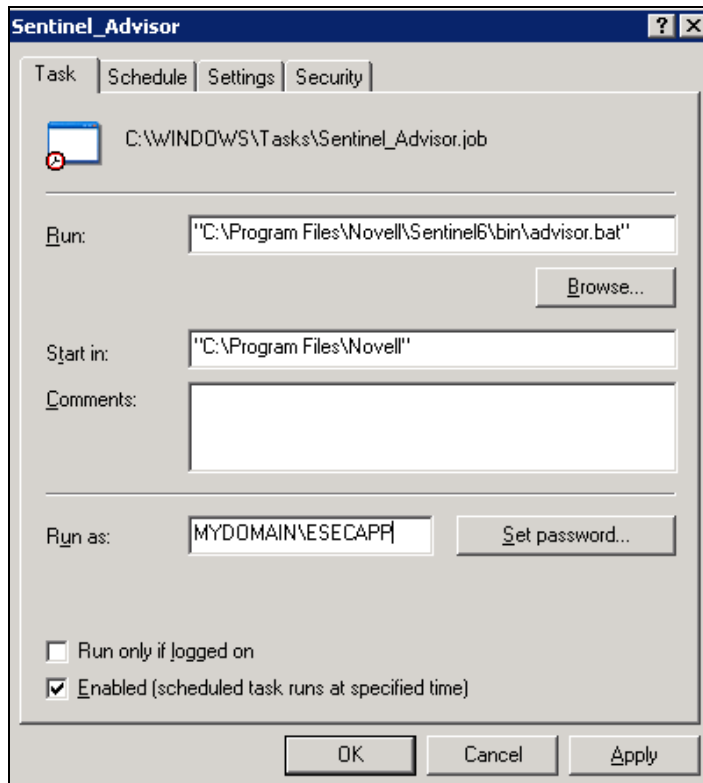 Sentinel_Advisor
Task Schedule Settings Security
C:\WINDOWS\Tasks\Sentinel_Advisor.job
Run: "C:\Program Files\Novell\Sentinel6\bin\advisor.bat"
Browse...
Start in: "C:\Program Files\Novell"
Comments:
Run as: MYDOMAIN\ESECAPP Set password...
Run only if logged on
Enabled (scheduled task runs at specified time)
OK Cancel Apply